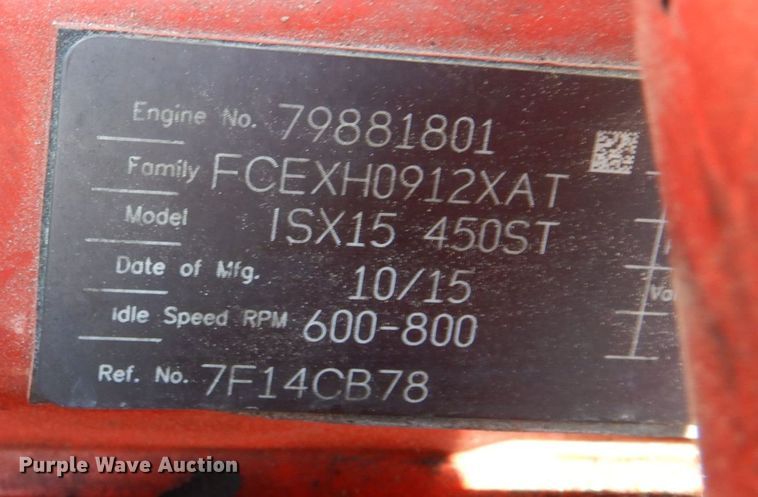 Engine No. 79881801
Family FCEXH0912XAT
Model ISX15 450ST
Date of Mfg. 10/15
Idle Speed RPM 600-800
Ref. No. 7F14CB78
Purple Wave Auction